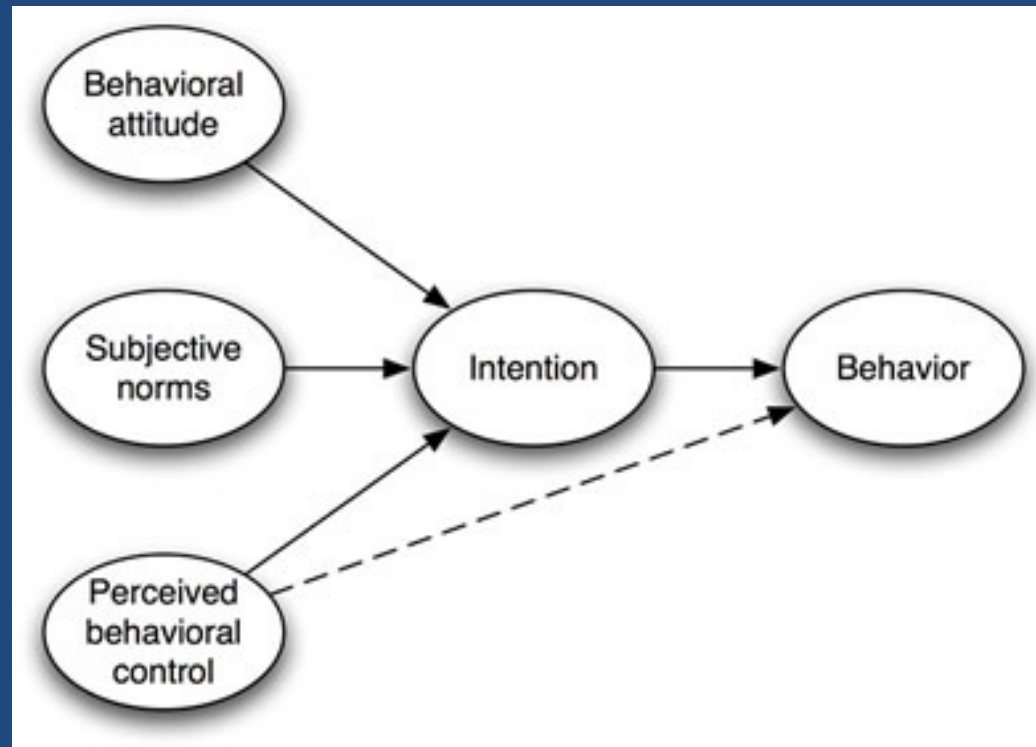 Behavioral
attitude
Subjective
norms
Intention
Behavior
Perceived
behavioral
control